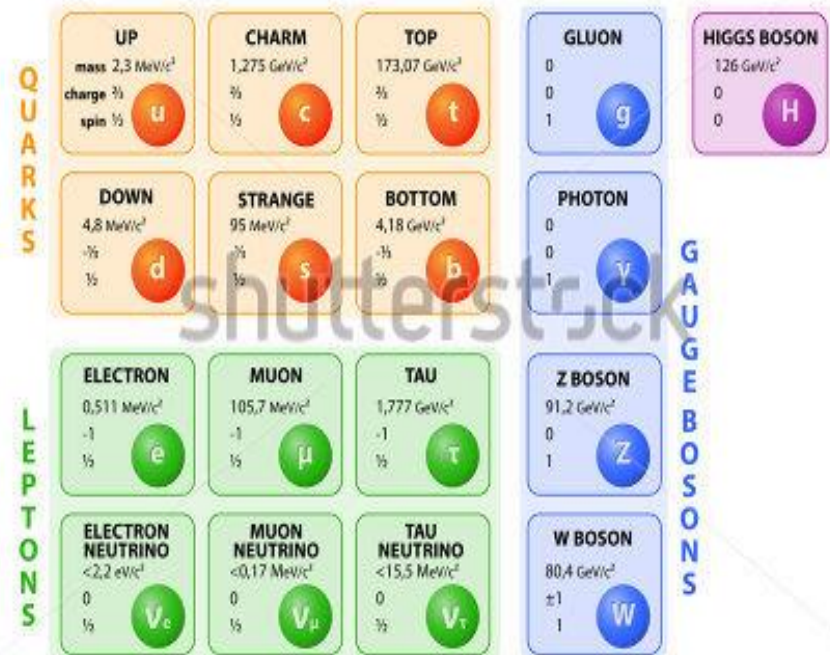 QUARKS
UP
mass 2,3 MeV/c²
charge ⅔
spin ½
u
CHARM
1,275 GeV/c²
⅔
½
c
TOP
173,07 GeV/c²
⅔
½
t
DOWN
4,8 MeV/c²
-⅓
½
d
STRANGE
95 MeV/c²
-⅓
½
s
BOTTOM
4,18 GeV/c²
-⅓
½
b
LEPTONS
ELECTRON
0,511 MeV/c²
-1
½
e
MUON
105,7 MeV/c²
-1
½
μ
TAU
1,777 GeV/c²
-1
½
τ
ELECTRON
NEUTRINO
<2,2 eV/c²
0
½
Ve
MUON
NEUTRINO
<0,17 MeV/c²
0
½
Vμ
TAU
NEUTRINO
<15,5 MeV/c²
0
½
Vτ
GLUON
0
0
1
g
PHOTON
0
0
1
γ
Z BOSON
91,2 GeV/c²
0
1
Z
W BOSON
80,4 GeV/c²
±1
1
W
GAUGE BOSONS
HIGGS BOSON
126 GeV/c²
0
0
H
shutterstock